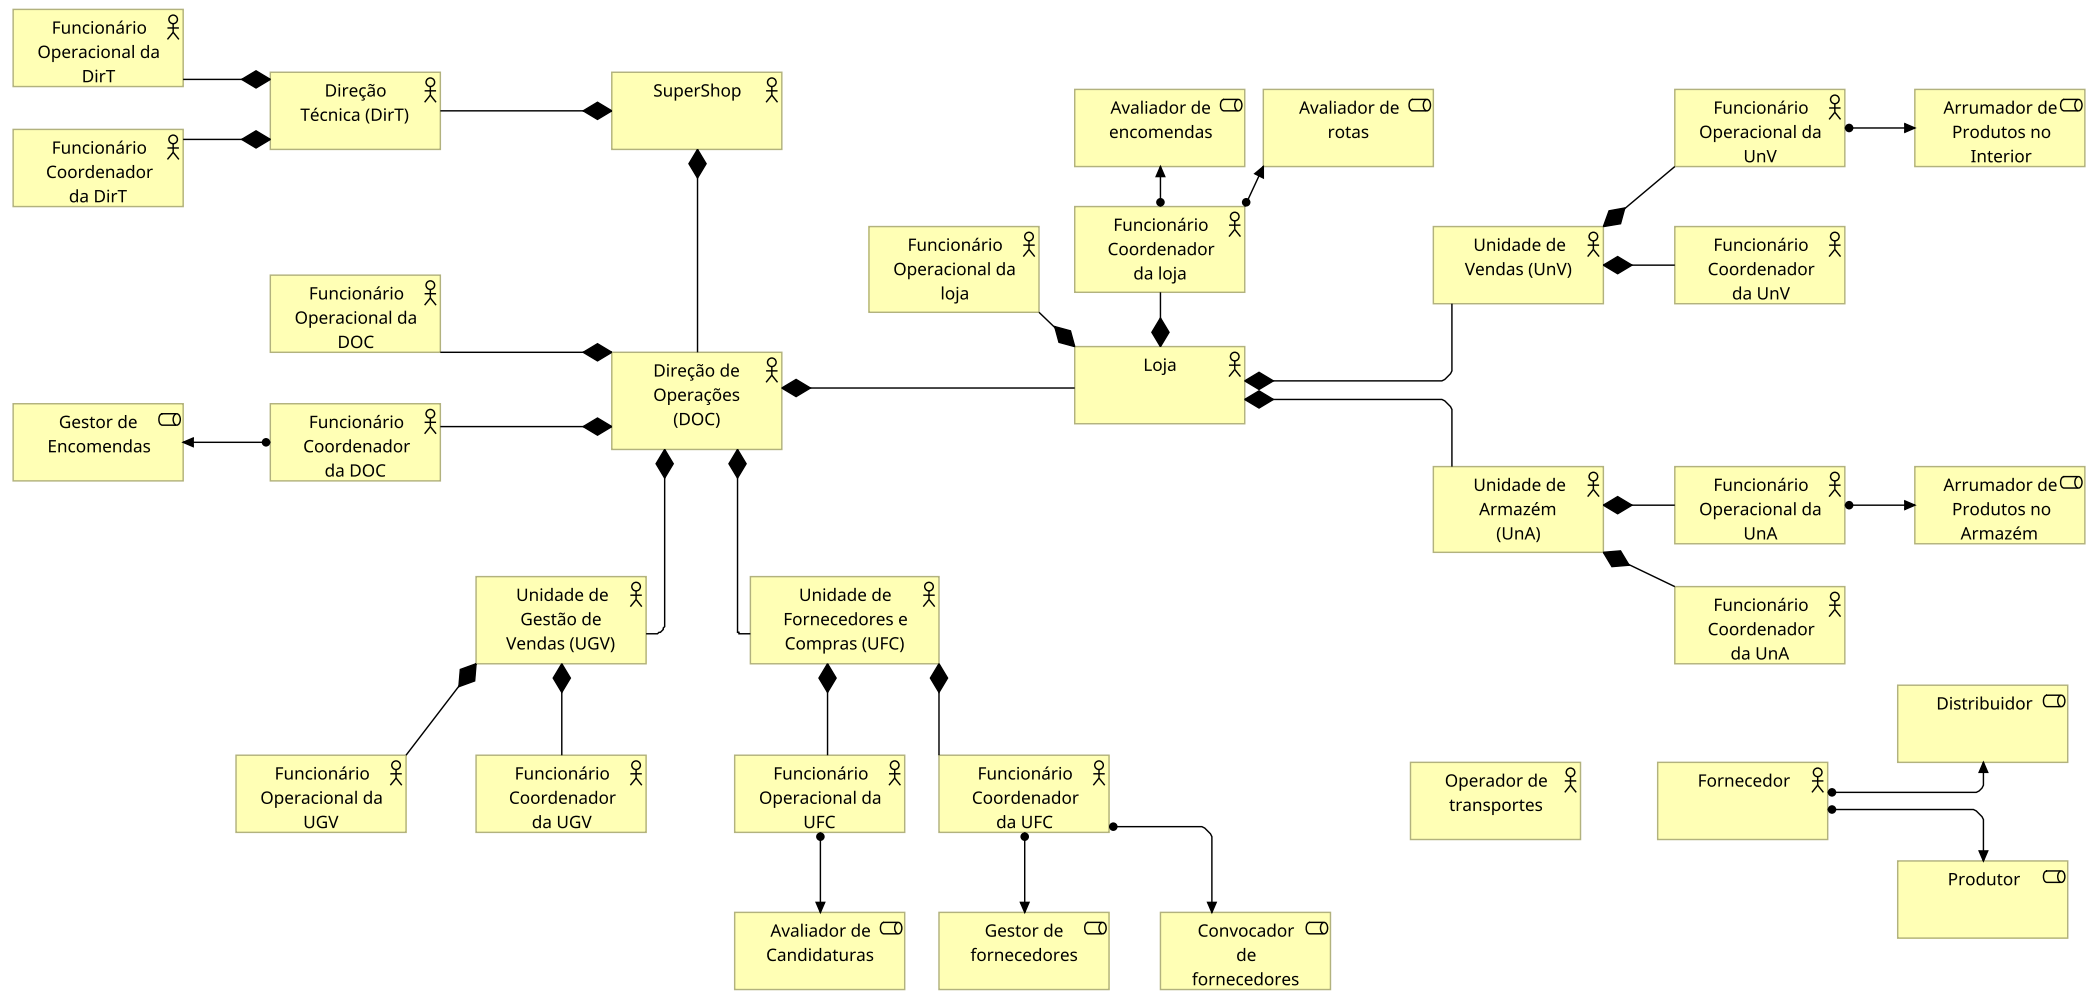 Funcionário
Operacional da
DirT
Direção
Técnica (DirT)
SuperShop
Funcionário
Coordenador
da DirT
Avaliador de
encomendas
Avaliador de
rotas
Funcionário
Operacional da
UnV
Arrumador de
Produtos no
Interior
Funcionário
Operacional da
loja
Funcionário
Coordenador
da loja
Unidade de
Vendas (UnV)
Funcionário
Coordenador
da UnV
Funcionário
Operacional da
DOC
Direção de
Operações
(DOC)
Loja
Gestor de
Encomendas
Funcionário
Coordenador
da DOC
Unidade de
Armazém
(UnA)
Funcionário
Operacional da
UnA
Arrumador de
Produtos no
Armazém
Unidade de
Gestão de
Vendas (UGV)
Unidade de
Fornecedores e
Compras (UFC)
Funcionário
Coordenador
da UnA
Funcionário
Operacional da
UGV
Funcionário
Coordenador
da UGV
Funcionário
Operacional da
UFC
Funcionário
Coordenador
da UFC
Operador de
transportes
Fornecedor
Distribuidor
Produtor
Avaliador de
Candidaturas
Gestor de
fornecedores
Convocador
de
fornecedores